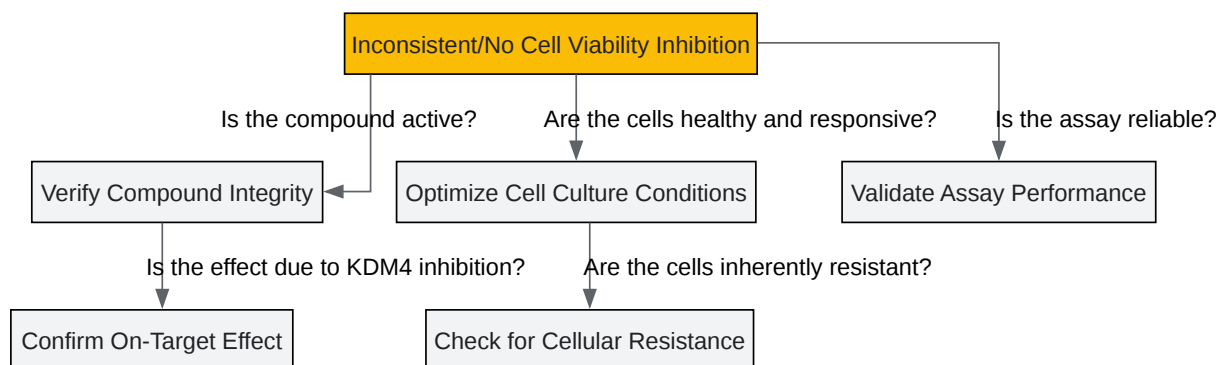 Inconsistent/No Cell Viability Inhibition
Is the compound active?
Are the cells healthy and responsive?
Is the assay reliable?
Verify Compound Integrity
Optimize Cell Culture Conditions
Validate Assay Performance
Is the effect due to KDM4 inhibition?
Are the cells inherently resistant?
Confirm On-Target Effect
Check for Cellular Resistance